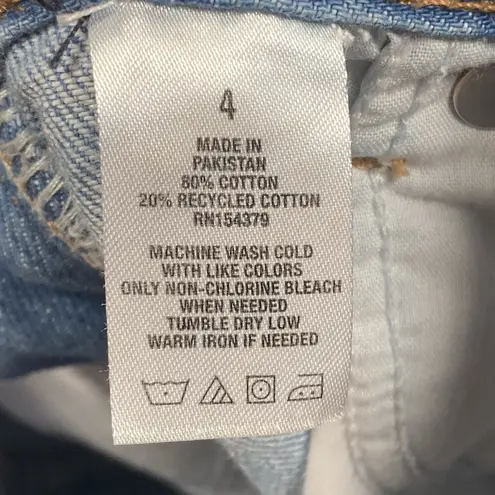 4
MADE IN
PAKISTAN
80% COTTON
20% RECYCLED COTTON
RN154379
MACHINE WASH COLD
WITH LIKE COLORS
ONLY NON-CHLORINE BLEACH
WHEN NEEDED
TUMBLE DRY LOW
WARM IRON IF NEEDED